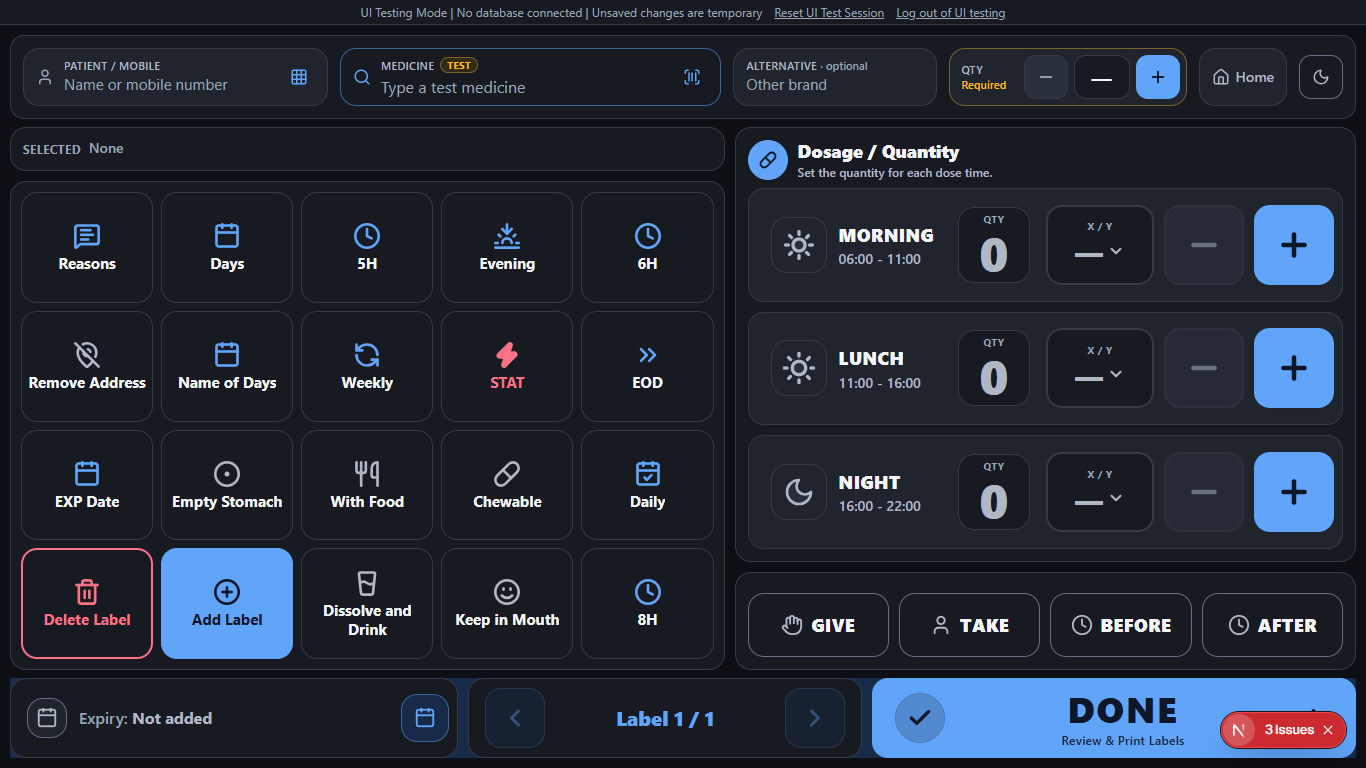 UI Testing Mode | No database connected | Unsaved changes are temporary Reset UI Test Session Log out of UI testing
PATIENT / MOBILE
Name or mobile number
MEDICINE TEST
Type a test medicine
ALTERNATIVE · optional
Other brand
QTY
Required
—
Home
SELECTED None
Reasons
Days
5H
Evening
6H
Remove Address
Name of Days
Weekly
STAT
EOD
EXP Date
Empty Stomach
With Food
Chewable
Daily
Delete Label
Add Label
Dissolve and
Drink
Keep in Mouth
8H
Dosage / Quantity
Set the quantity for each dose time.
MORNING
06:00 - 11:00
QTY
0
X / Y
—
LUNCH
11:00 - 16:00
QTY
0
X / Y
—
NIGHT
16:00 - 22:00
QTY
0
X / Y
—
GIVE
TAKE
BEFORE
AFTER
Expiry: Not added
Label 1 / 1
DONE
Review & Print Labels
N 3 Issues